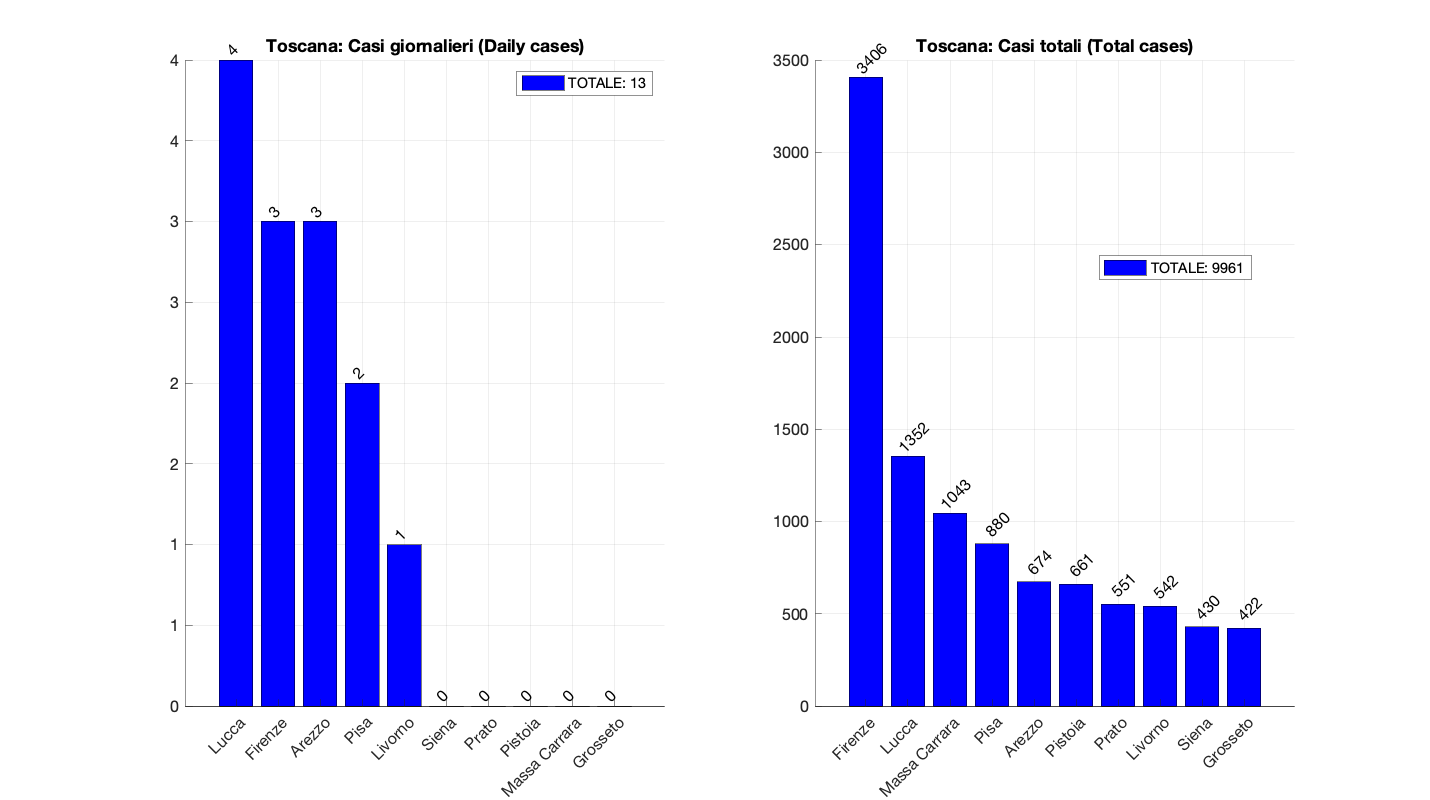 Toscana: Casi giornalieri (Daily cases)
TOTALE: 13
4
4
3
3
2
2
1
1
0
4
3
3
2
1
0
0
0
0
0
Lucca
Firenze
Arezzo
Pisa
Livorno
Siena
Prato
Pistoia
Massa Carrara
Grosseto
Toscana: Casi totali (Total cases)
TOTALE: 9961
3500
3000
2500
2000
1500
1000
500
0
3406
1352
1043
880
674
661
551
542
430
422
Firenze
Lucca
Massa Carrara
Pisa
Arezzo
Pistoia
Prato
Livorno
Siena
Grosseto